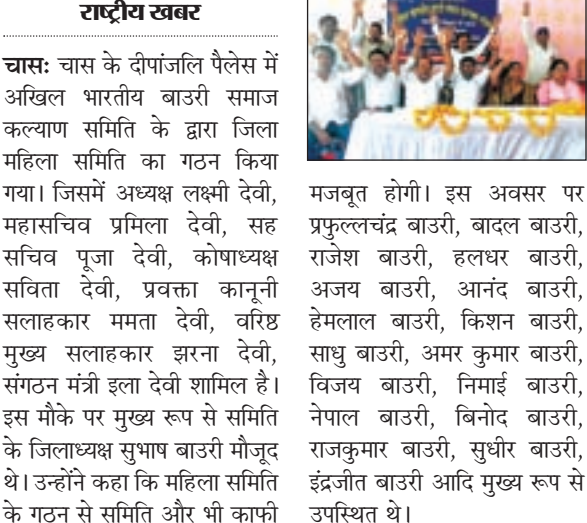 राष्ट्रीय खबर
चासः चास के दीपांजलि पैलेस में
अखिल भारतीय बाउरी समाज
कल्याण समिति के द्वारा जिला
महिला समिति का गठन किया
गया। जिसमें अध्यक्ष लक्ष्मी देवी,
महासचिव प्रमिला देवी, सह
सचिव पूजा देवी, कोषाध्यक्ष
सविता देवी, प्रवक्ता कानूनी
सलाहकार ममता देवी, वरिष्ठ
मुख्य सलाहकार झरना देवी,
संगठन मंत्री इला देवी शामिल है।
इस मौके पर मुख्य रूप से समिति
के जिलाध्यक्ष सुभाष बाउरी मौजूद
थे। उन्होंने कहा कि महिला समिति
के गठन से समिति और भी काफी
मजबूत होगी। इस अवसर पर
प्रफुल्लचंद्र बाउरी, बादल बाउरी,
राजेश बाउरी, हलधर बाउरी,
अजय बाउरी, आनंद बाउरी,
हेमलाल बाउरी, किशन बाउरी,
साधु बाउरी, अमर कुमार बाउरी,
विजय बाउरी, निमाई बाउरी,
नेपाल बाउरी, बिनोद बाउरी,
राजकुमार बाउरी, सुधीर बाउरी,
इंद्रजीत बाउरी आदि मुख्य रूप से
उपस्थित थे।